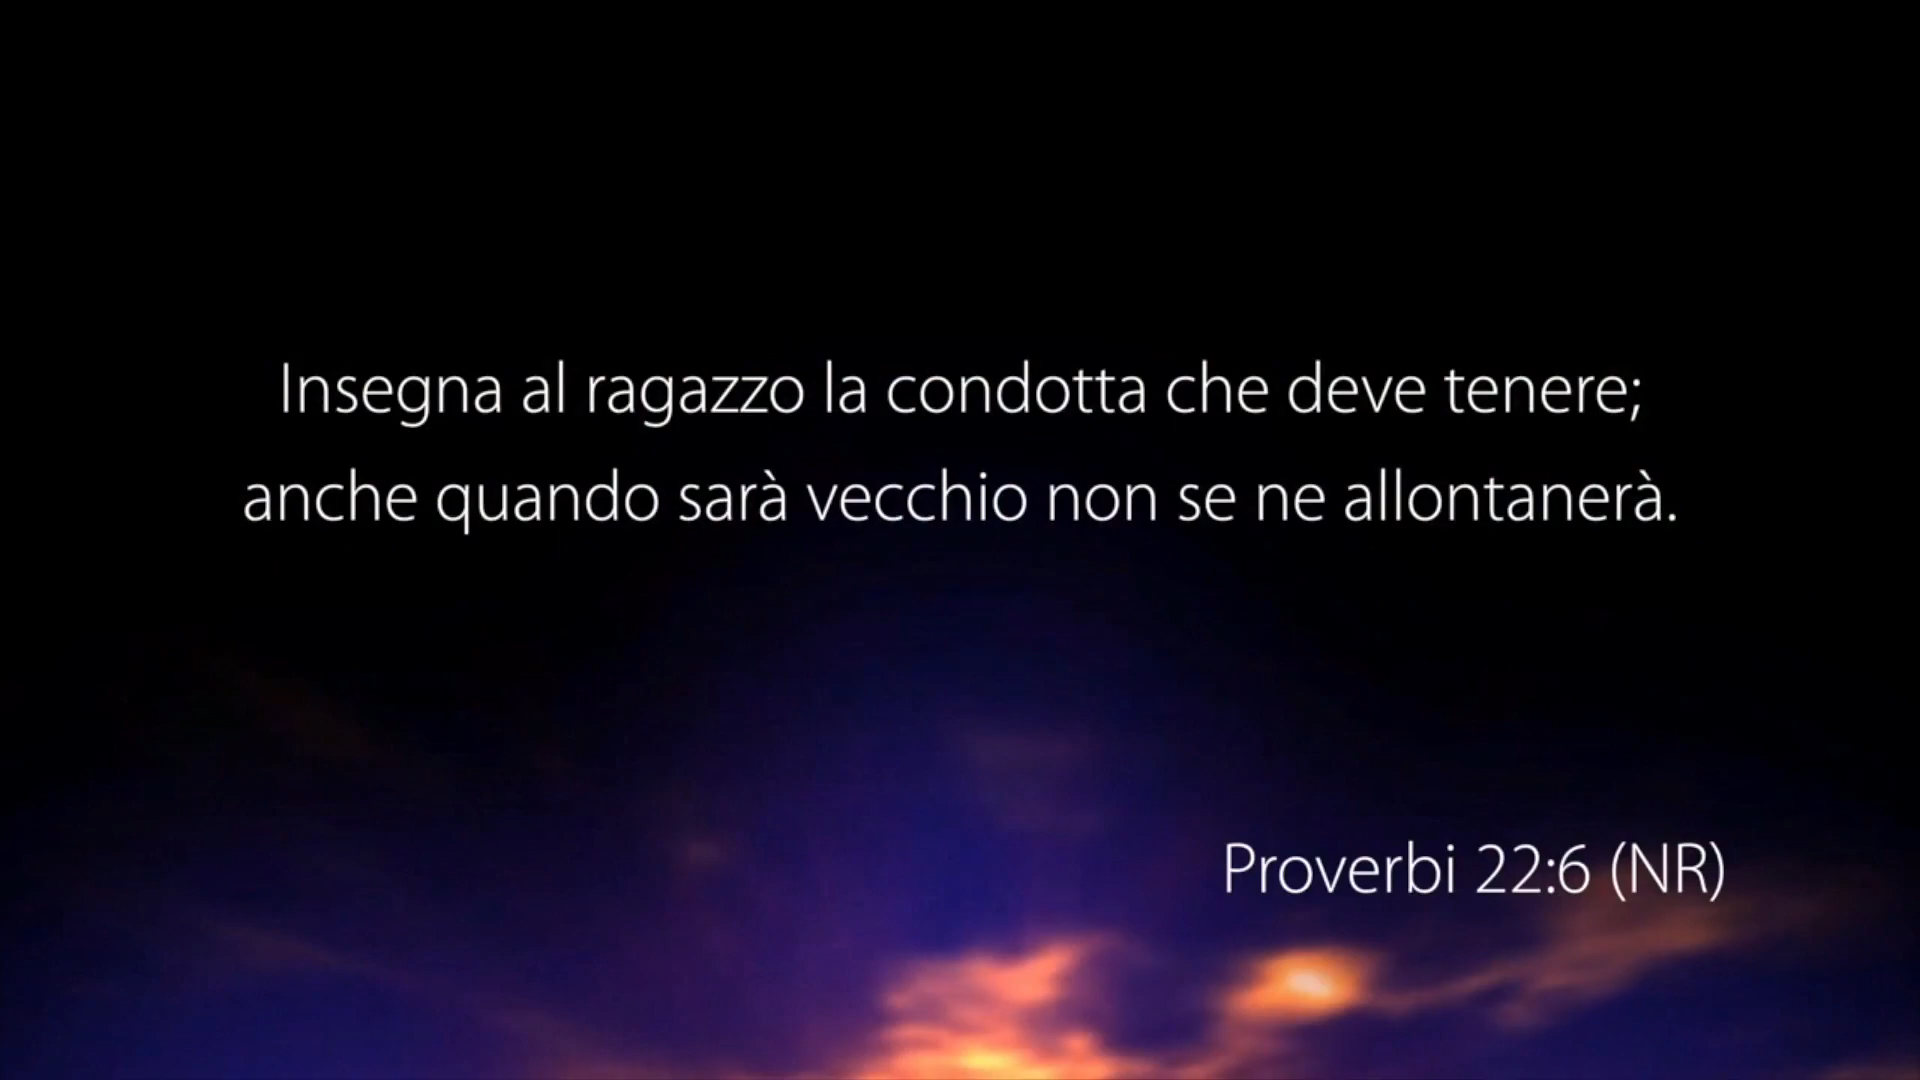 Insegna al ragazzo la condotta che deve tenere;
anche quando sarà vecchio non se ne allontanerà.
Proverbi 22:6 (NR)